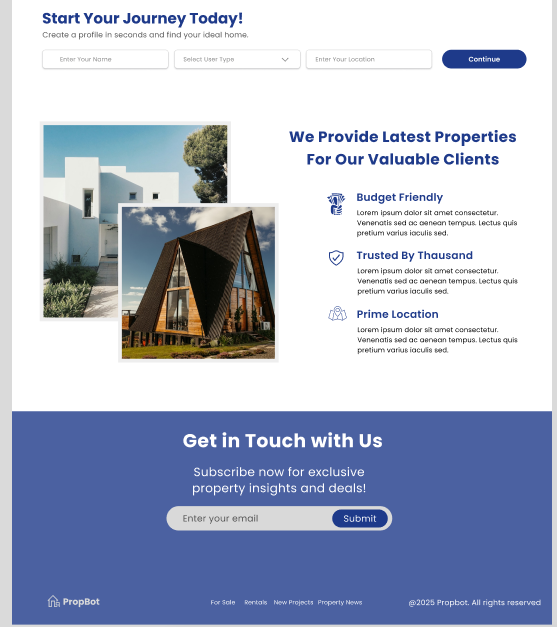 Start Your Journey Today!
Create a profile in seconds and find your ideal home.
Enter Your Name
Select User Type
Enter Your Location
Continue
We Provide Latest Properties
For Our Valuable Clients
Budget Friendly
Lorem ipsum dolor sit amet consectetur.
Venenatis sed ac aenean tempus. Lectus quis
pretium varius iaculis sed.
Trusted By Thausand
Lorem ipsum dolor sit amet consectetur.
Venenatis sed ac aenean tempus. Lectus quis
pretium varius iaculis sed.
Prime Location
Lorem ipsum dolor sit amet consectetur.
Venenatis sed ac aenean tempus. Lectus quis
pretium varius iaculis sed.
Get in Touch with Us
Subscribe now for exclusive
property insights and deals!
Enter your email
Submit
PropBot
For Sale
Rentals
New Projects
Property News
@2025 Propbot. All rights reserved